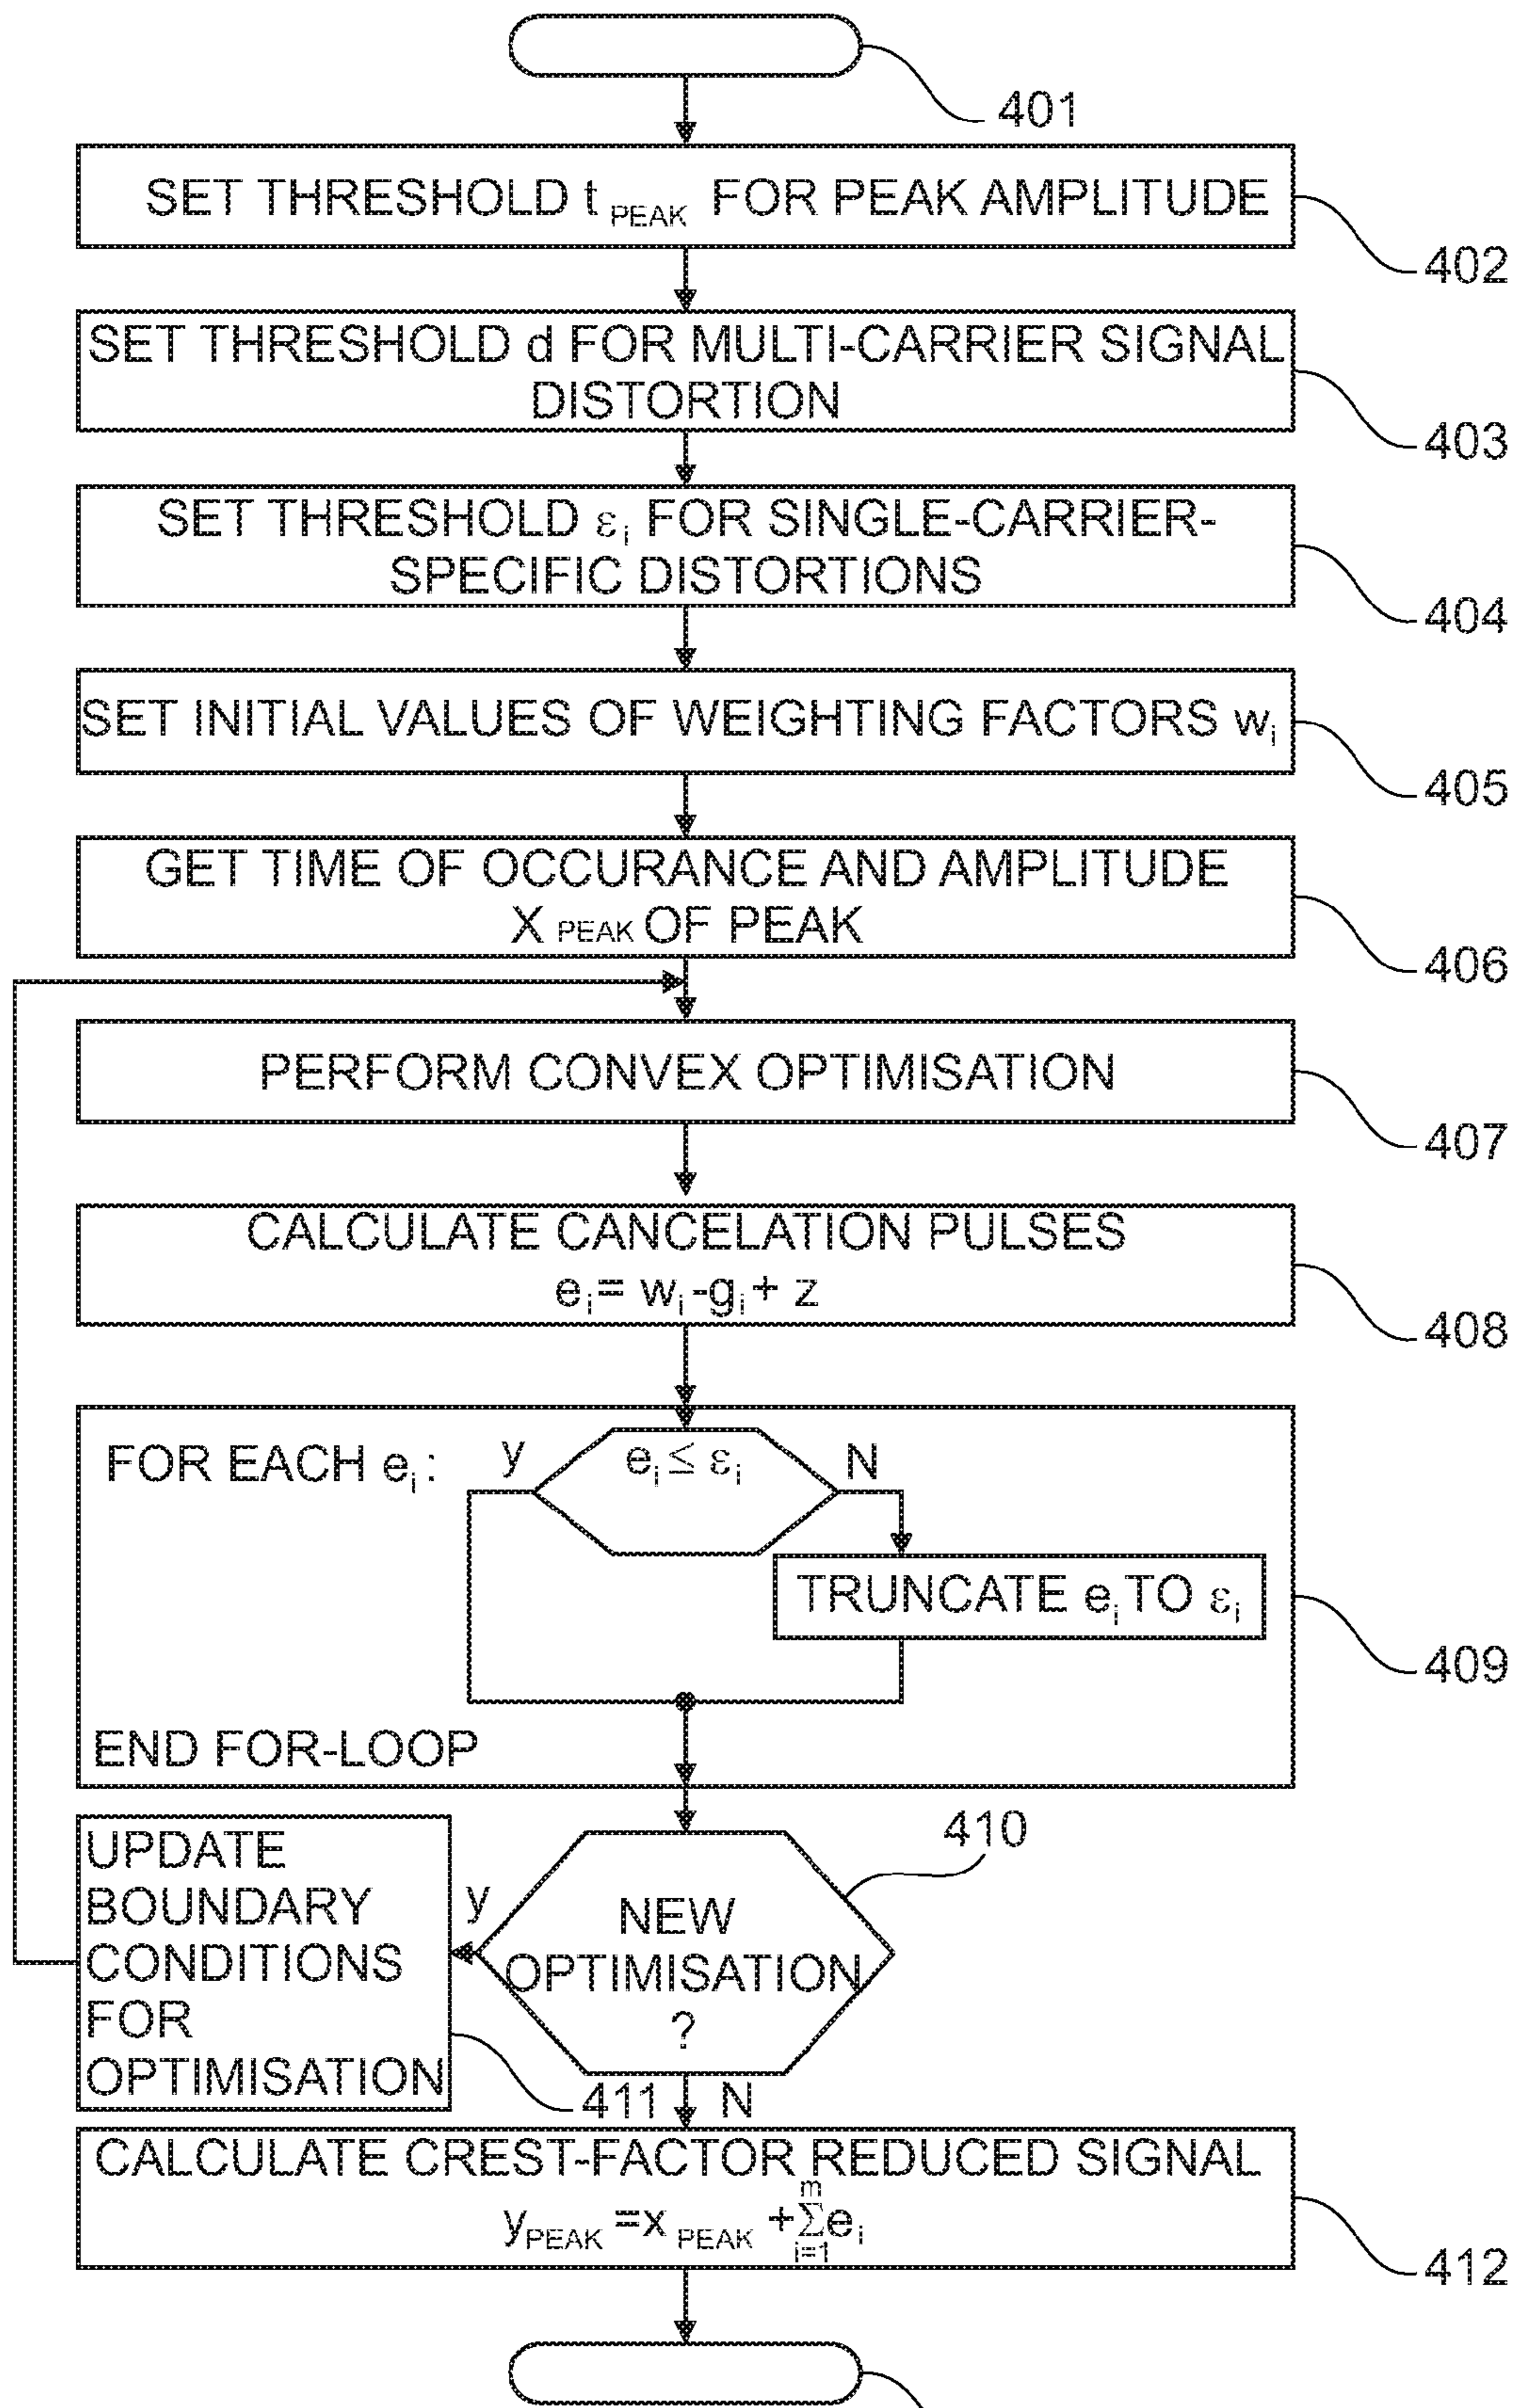 401
SET THRESHOLD t PEAK FOR PEAK AMPLITUDE
402
SET THRESHOLD d FOR MULTI-CARRIER SIGNAL
DISTORTION
403
SET THRESHOLD εi FOR SINGLE-CARRIER-
SPECIFIC DISTORTIONS
404
SET INITIAL VALUES OF WEIGHTING FACTORS wi
405
GET TIME OF OCCURANCE AND AMPLITUDE
X PEAK OF PEAK
406
PERFORM CONVEX OPTIMISATION
407
CALCULATE CANCELATION PULSES
ei= wi-gi+ z
408
FOR EACH ei: y ei ≤ εi N
TRUNCATE ei TO εi
409
END FOR-LOOP
410
UPDATE
BOUNDARY
CONDITIONS
FOR
OPTIMISATION
y
NEW
OPTIMISATION
?
411
N
CALCULATE CREST-FACTOR REDUCED SIGNAL
yPEAK =x PEAK +Σ m i=1 ei
412